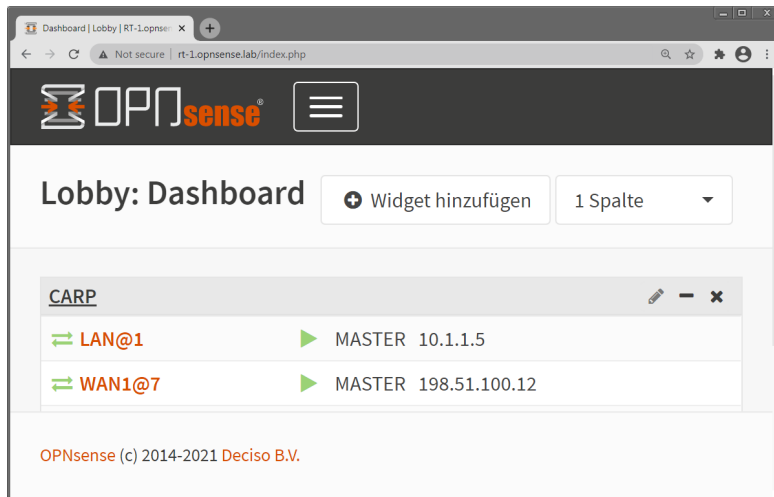 Dashboard | Lobby | RT-1.opnsen
Not secure | rt-1.opnsense.lab/index.php
OPNsense®
Lobby: Dashboard
Widget hinzufügen
1 Spalte
CARP
LAN@1 MASTER 10.1.1.5
WAN1@7 MASTER 198.51.100.12
OPNsense (c) 2014-2021 Deciso B.V.